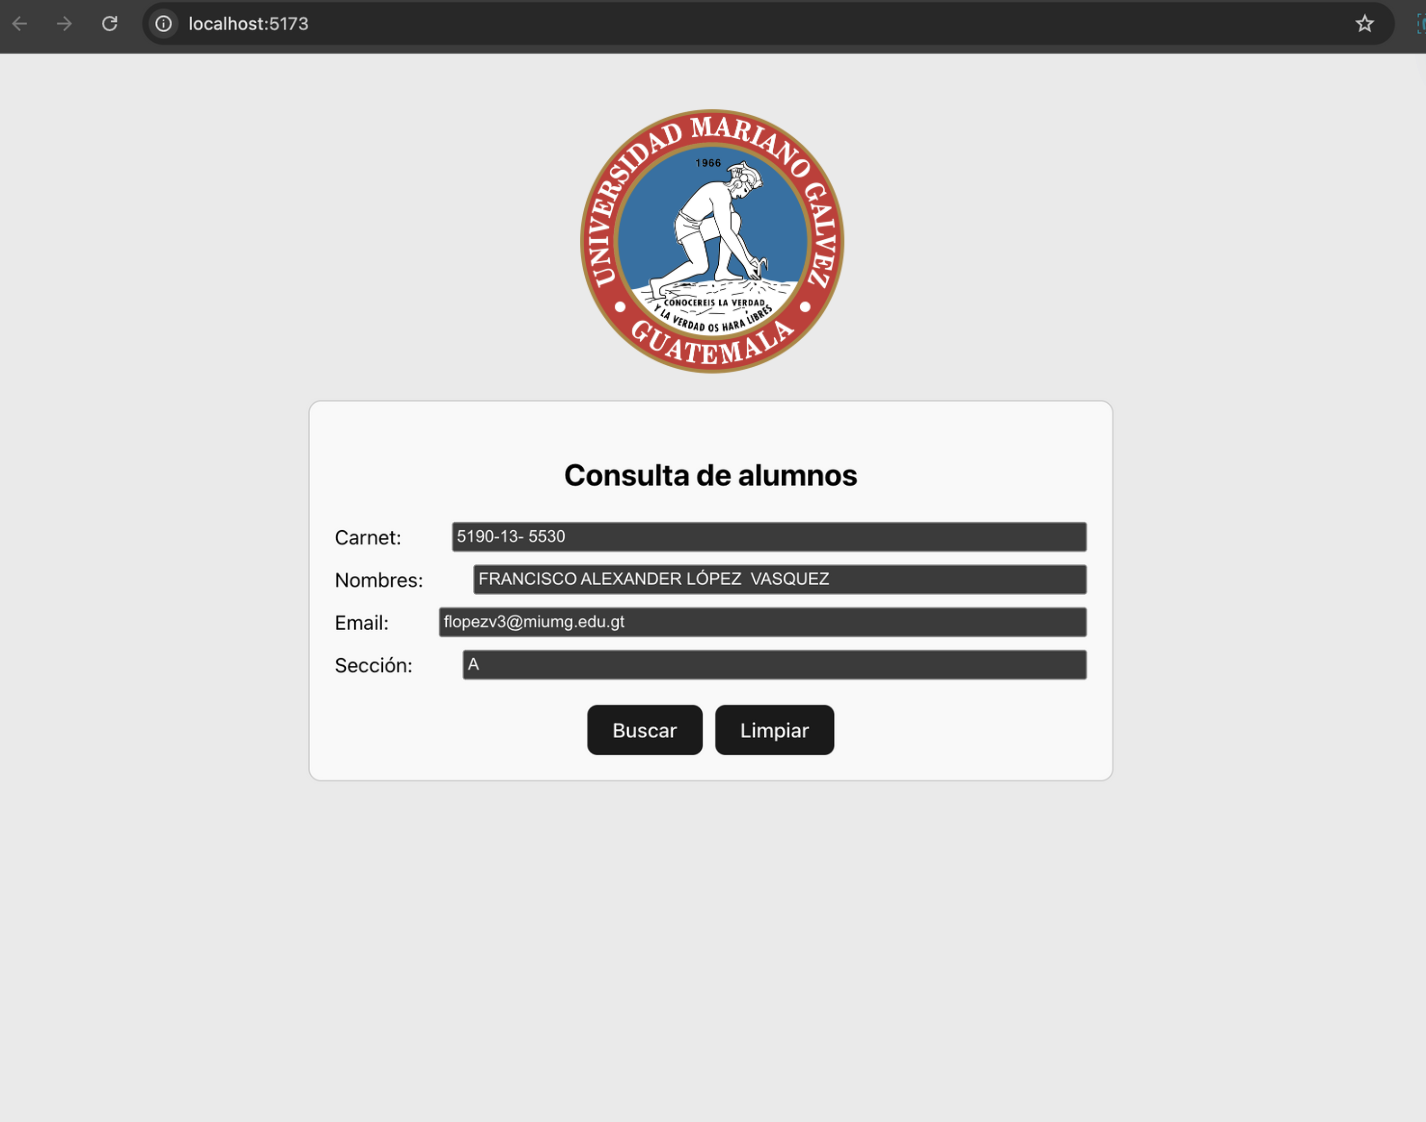 localhost:5173
UNIVERSIDAD MARIANO GALVEZ
1966
CONOCEREIS LA VERDAD
Y LA VERDAD OS HARA LIBRES
GUATEMALA
Consulta de alumnos
Carnet: 5190-13- 5530
Nombres: FRANCISCO ALEXANDER LÓPEZ  VASQUEZ
Email: flopezv3@miumg.edu.gt
Sección: A
Buscar Limpiar